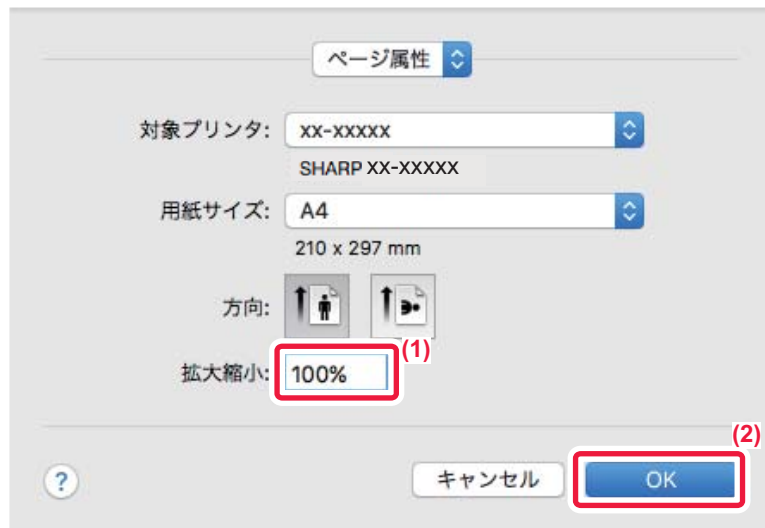 ページ属性
対象プリンタ: xx-xxxxx
SHARP XX-XXXXX
用紙サイズ: A4
210 x 297 mm
方向:
(1)
拡大縮小: 100%
(2)
? キャンセル OK